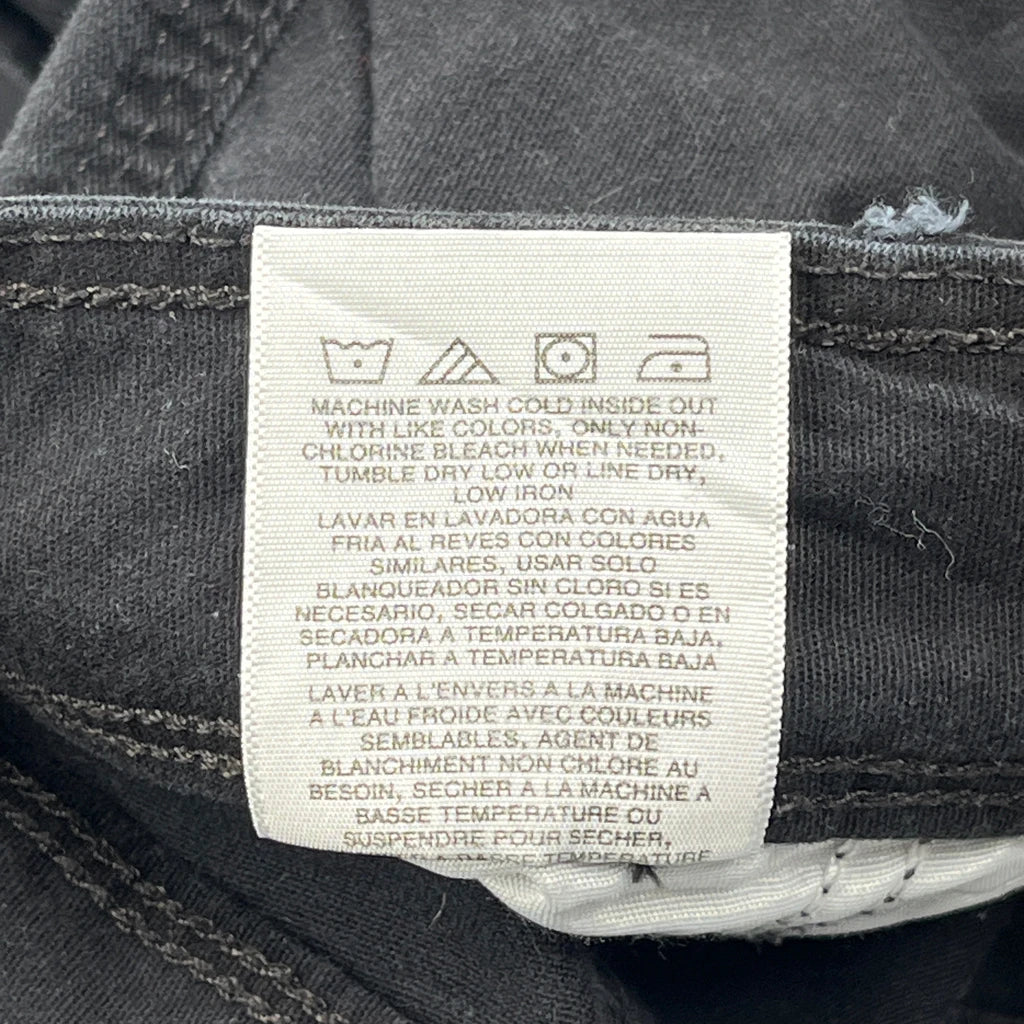 MACHINE WASH COLD INSIDE OUT
WITH LIKE COLORS, ONLY NON-
CHLORINE BLEACH WHEN NEEDED,
TUMBLE DRY LOW OR LINE DRY,
LOW IRON
LAVAR EN LAVADORA CON AGUA
FRIA AL REVES CON COLORES
SIMILARES, USAR SOLO
BLANQUEADOR SIN CLORO SI ES
NECESARIO, SECAR COLGADO O EN
SECADORA A TEMPERATURA BAJA,
PLANCHAR A TEMPERATURA BAJA
LAVER A L'ENVERS A LA MACHINE
A L'EAU FROIDE AVEC COULEURS
SEMBLABLES, AGENT DE
BLANCHIMENT NON CHLORE AU
BESOIN, SECHER A LA MACHINE A
BASSE TEMPERATURE OU
SUSPENDRE POUR SECHER,
BASSE TEMPERATURE